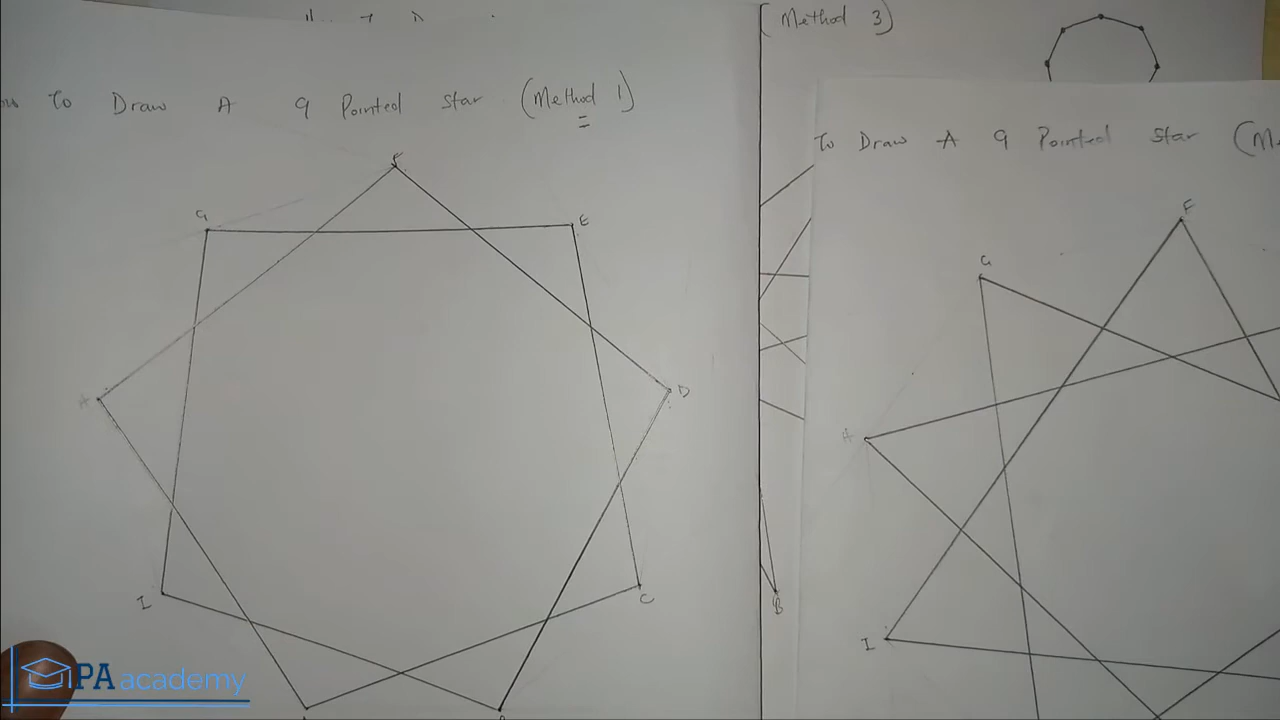 To Draw A 9 Pointed Star (Method 1)
F
G
E
H
D
I
C
(Method 3)
B
To Draw A 9 Pointed Star
F
G
H
I
PA academy